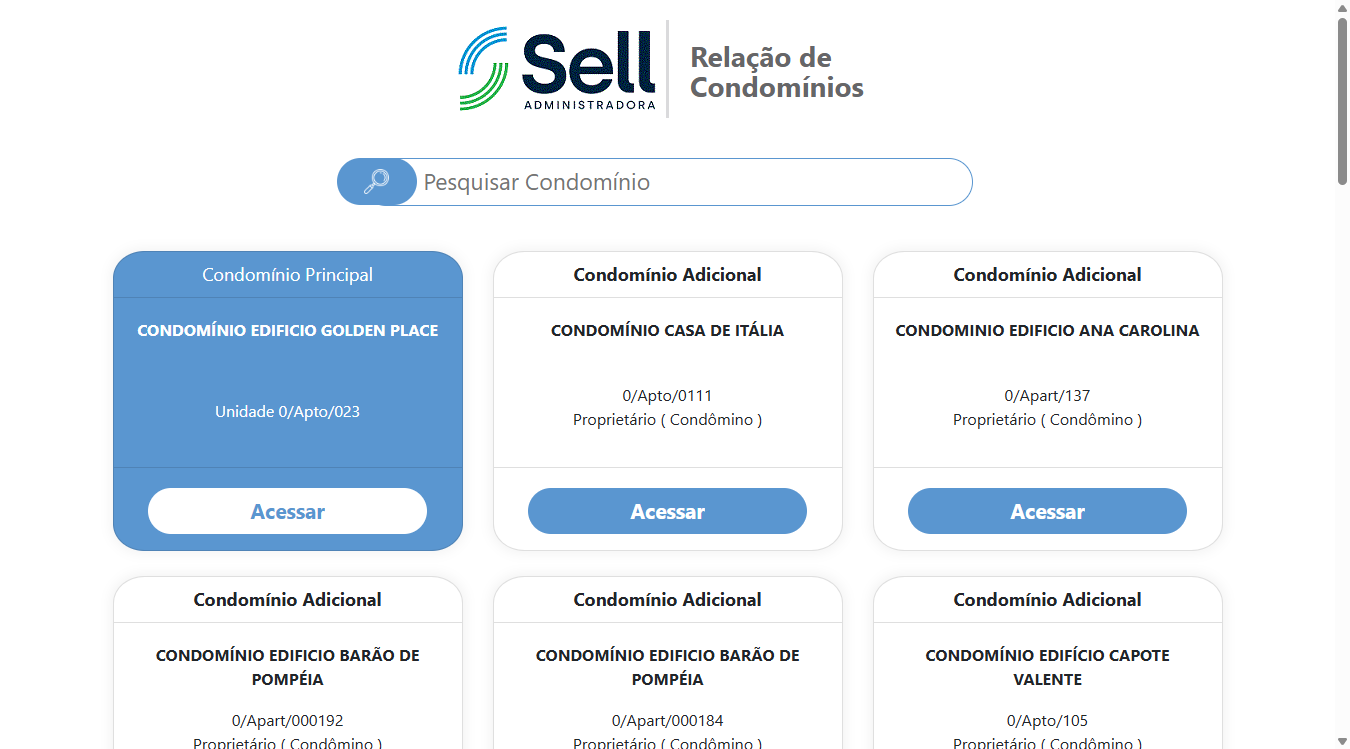 Sell
ADMINISTRADORA
Relação de
Condomínios
Pesquisar Condomínio
Condomínio Principal
CONDOMÍNIO EDIFICIO GOLDEN PLACE
Unidade 0/Apto/023
Acessar
Condomínio Adicional
CONDOMÍNIO CASA DE ITÁLIA
0/Apto/0111
Proprietário ( Condômino )
Acessar
Condomínio Adicional
CONDOMINIO EDIFICIO ANA CAROLINA
0/Apart/137
Proprietário ( Condômino )
Acessar
Condomínio Adicional
CONDOMÍNIO EDIFICIO BARÃO DE
POMPÉIA
0/Apart/000192
Proprietário ( Condômino )
Condomínio Adicional
CONDOMÍNIO EDIFICIO BARÃO DE
POMPÉIA
0/Apart/000184
Proprietário ( Condômino )
Condomínio Adicional
CONDOMÍNIO EDIFÍCIO CAPOTE
VALENTE
0/Apto/105
Proprietário ( Condômino )